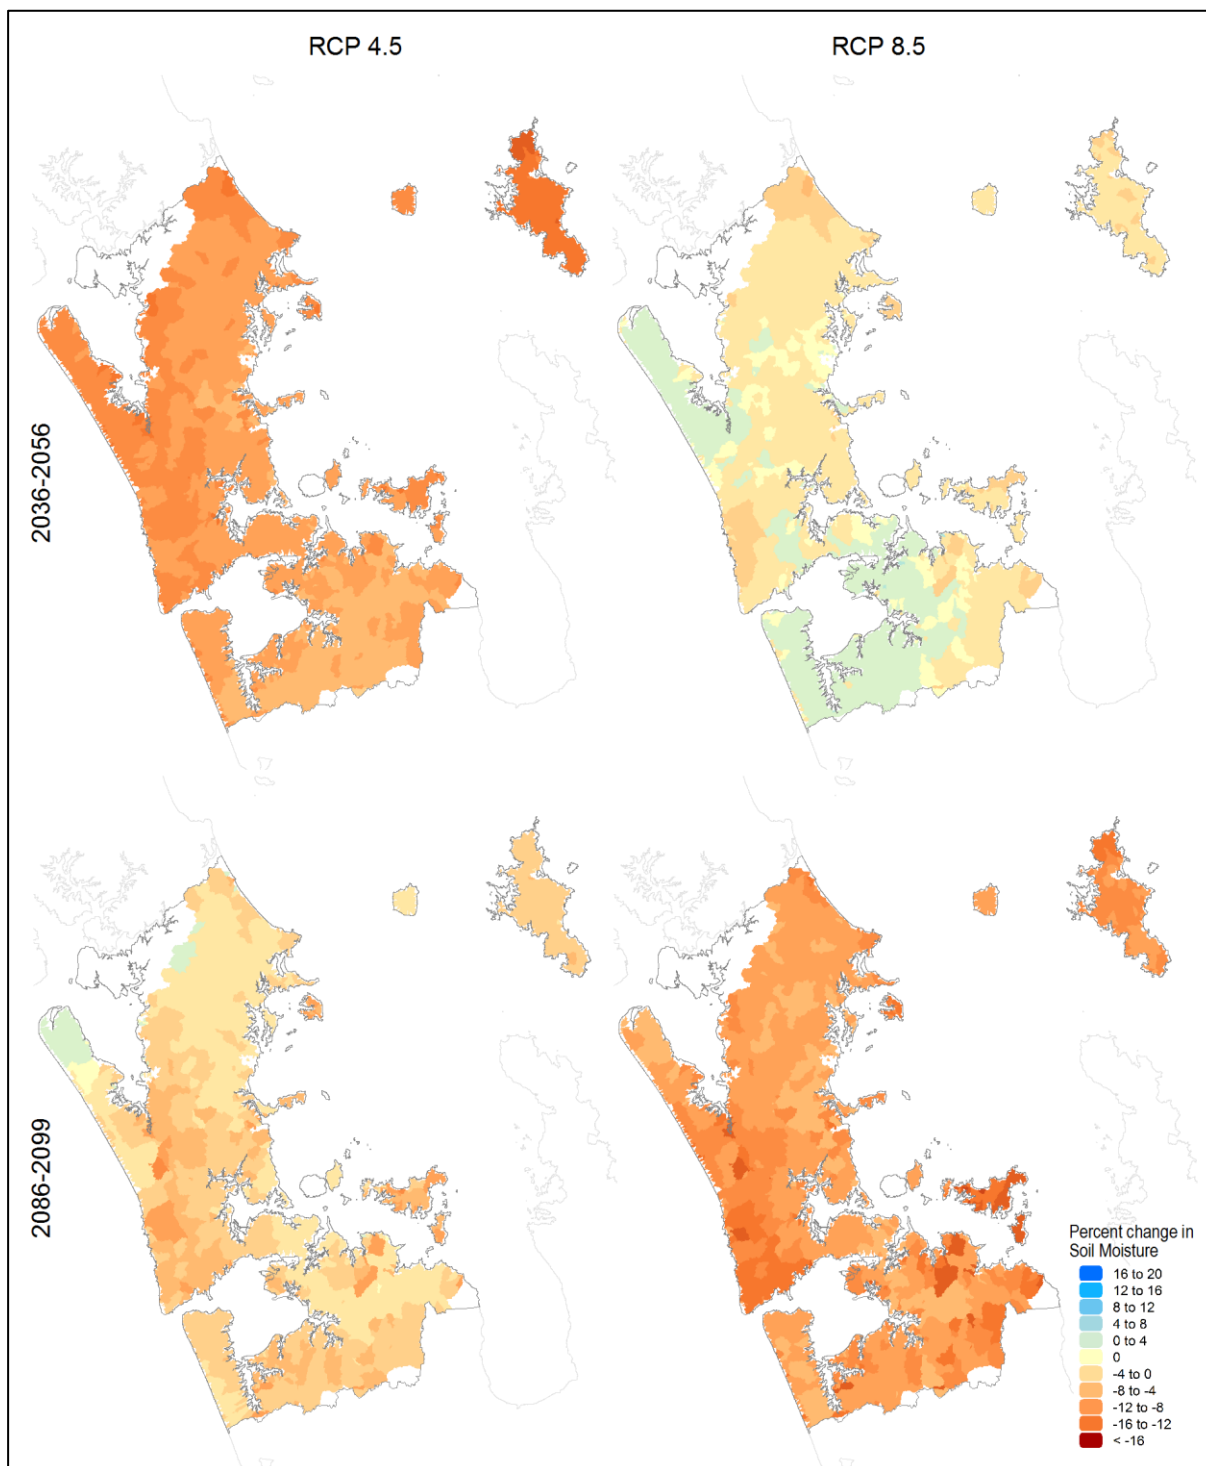 RCP 4.5
RCP 8.5
2036-2056
2086-2099
Percent change in
Soil Moisture
16 to 20
12 to 16
8 to 12
4 to 8
0 to 4
0
-4 to 0
-8 to -4
-12 to -8
-16 to -12
< -16